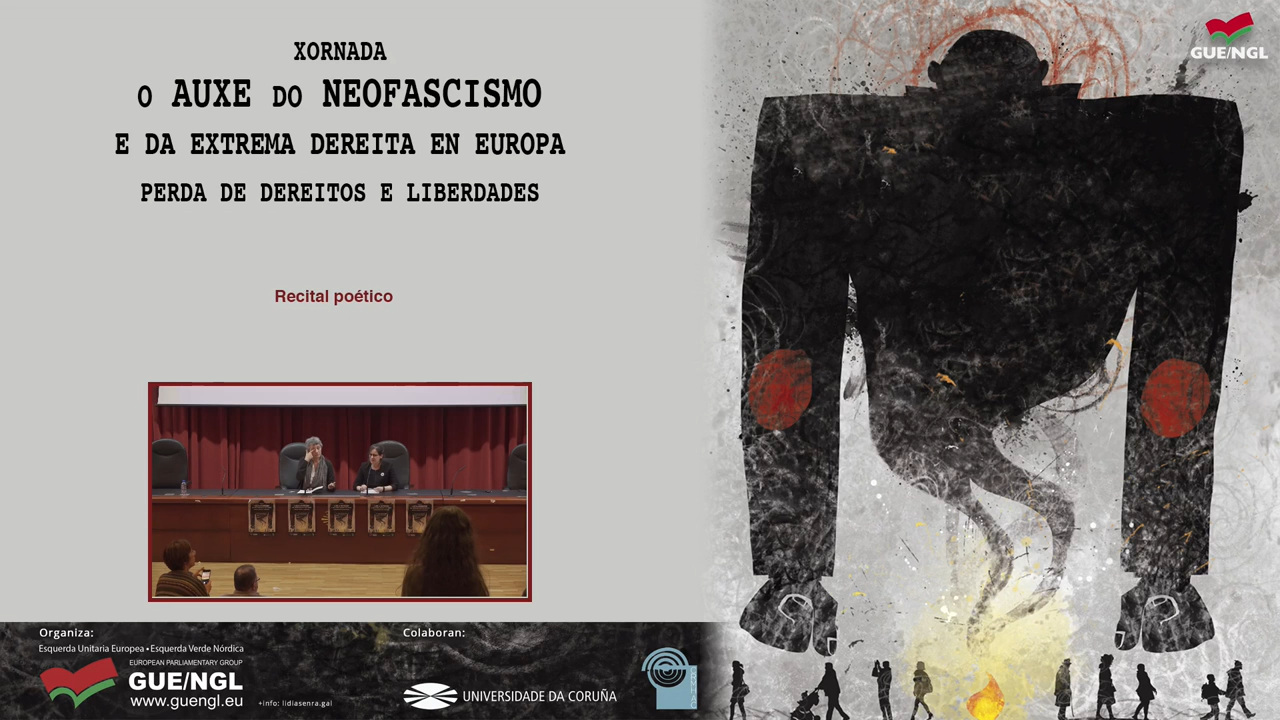 XORNADA
O AUXE DO NEOFASCISMO
E DA EXTREMA DEREITA EN EUROPA
PERDA DE DEREITOS E LIBERDADES
Recital poético
GUE/NGL
Organiza:
Esquerda Unitaria Europea • Esquerda Verde Nórdica
EUROPEAN PARLIAMENTARY GROUP
GUE/NGL
www.guengl.eu
+info: lidiasenra.gal
Colaboran:
UNIVERSIDADE DA CORUÑA